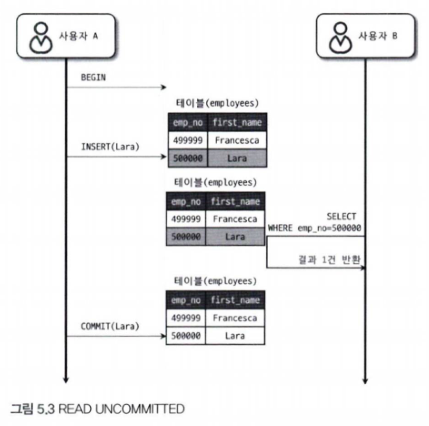 사용자 A
사용자 B
BEGIN
테이블(employees)
emp_no first_name
499999 Francesca
500000 Lara
INSERT(Lara)
테이블(employees)
emp_no first_name
499999 Francesca
500000 Lara
SELECT
WHERE emp_no=500000
결과 1건 반환
테이블(employees)
emp_no first_name
499999 Francesca
500000 Lara
COMMIT(Lara)
그림 5.3 READ UNCOMMITTED